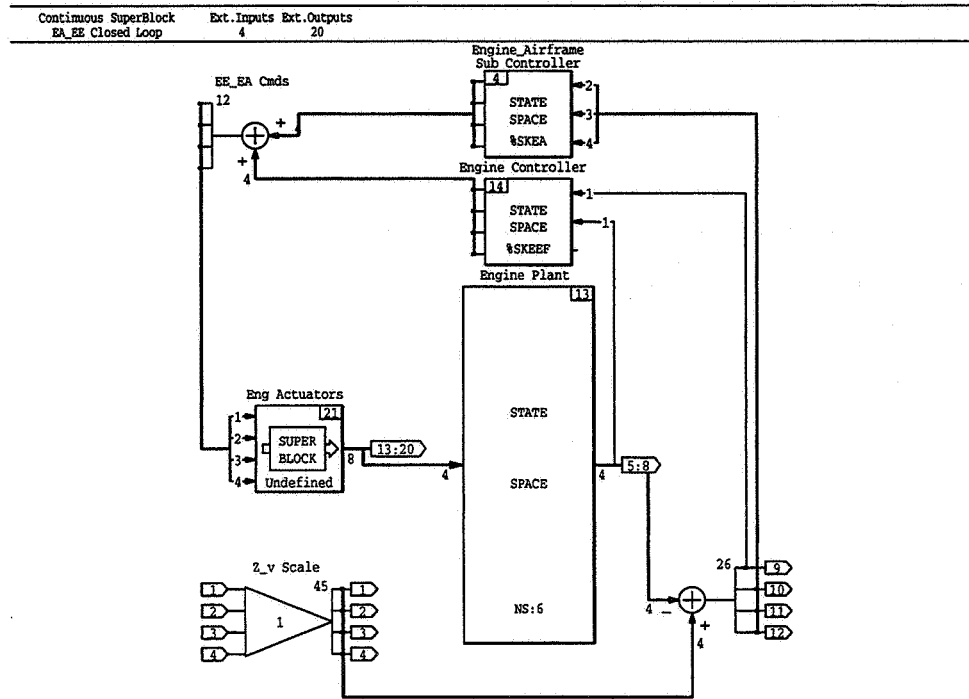 Continuous SuperBlock Ext.Inputs Ext.Outputs
EA_EE Closed Loop 4 20
Engine_Airframe
Sub Controller
EE_EA Cmds
12
4
2
STATE
SPACE
3
%SKEA
4
+
+
4
Engine Controller
14
1
STATE
SPACE
1
%SKEEF
Engine Plant
13
STATE
SPACE
NS:6
Eng Actuators
21
1
2
3
4
SUPER
BLOCK
Undefined
8
13:20
4
4
5:8
Z_v Scale
45
1
2
3
4
1
1
2
3
4
26
9
10
11
12
4
−
+
4